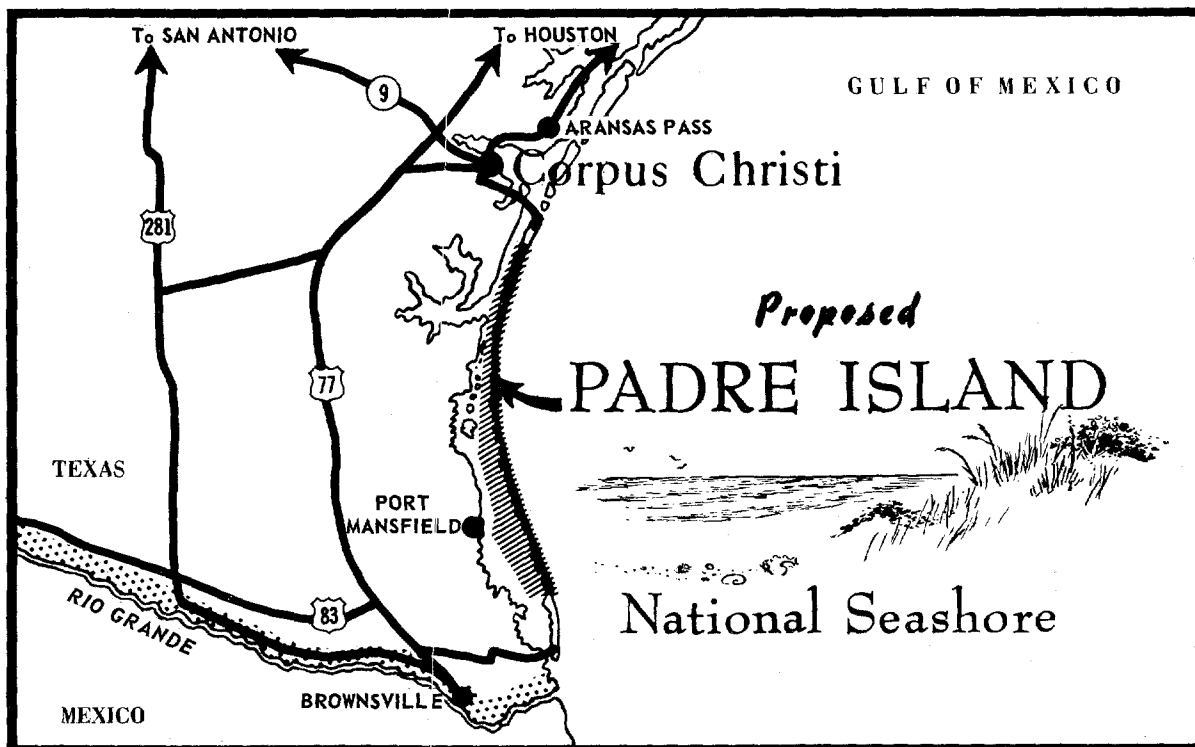 To SAN ANTONIO
To HOUSTON
GULF OF MEXICO
9
ARANSAS PASS
Corpus Christi
281
Proposed
PADRE ISLAND
77
TEXAS
PORT
MANSFIELD
National Seashore
83
RIO GRANDE
BROWNSVILLE
MEXICO